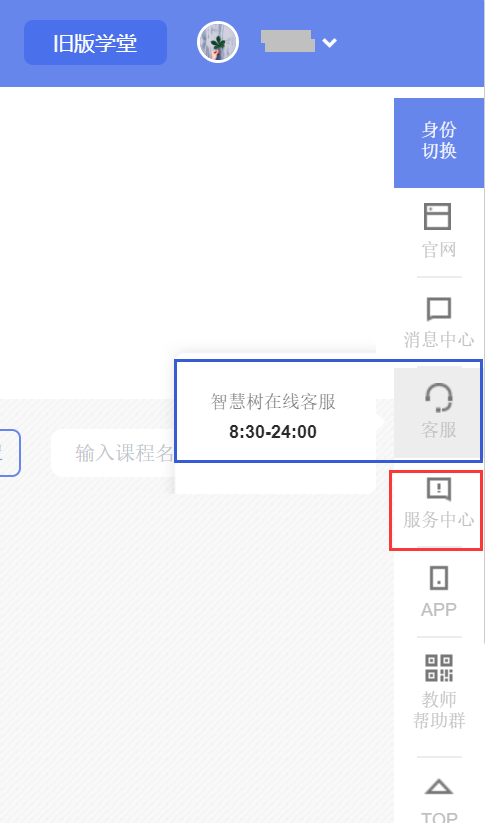 旧版学堂
身份
切换
官网
消息中心
智慧树在线客服
8:30-24:00
客服
输入课程名
服务中心
APP
教师
帮助群
TOP